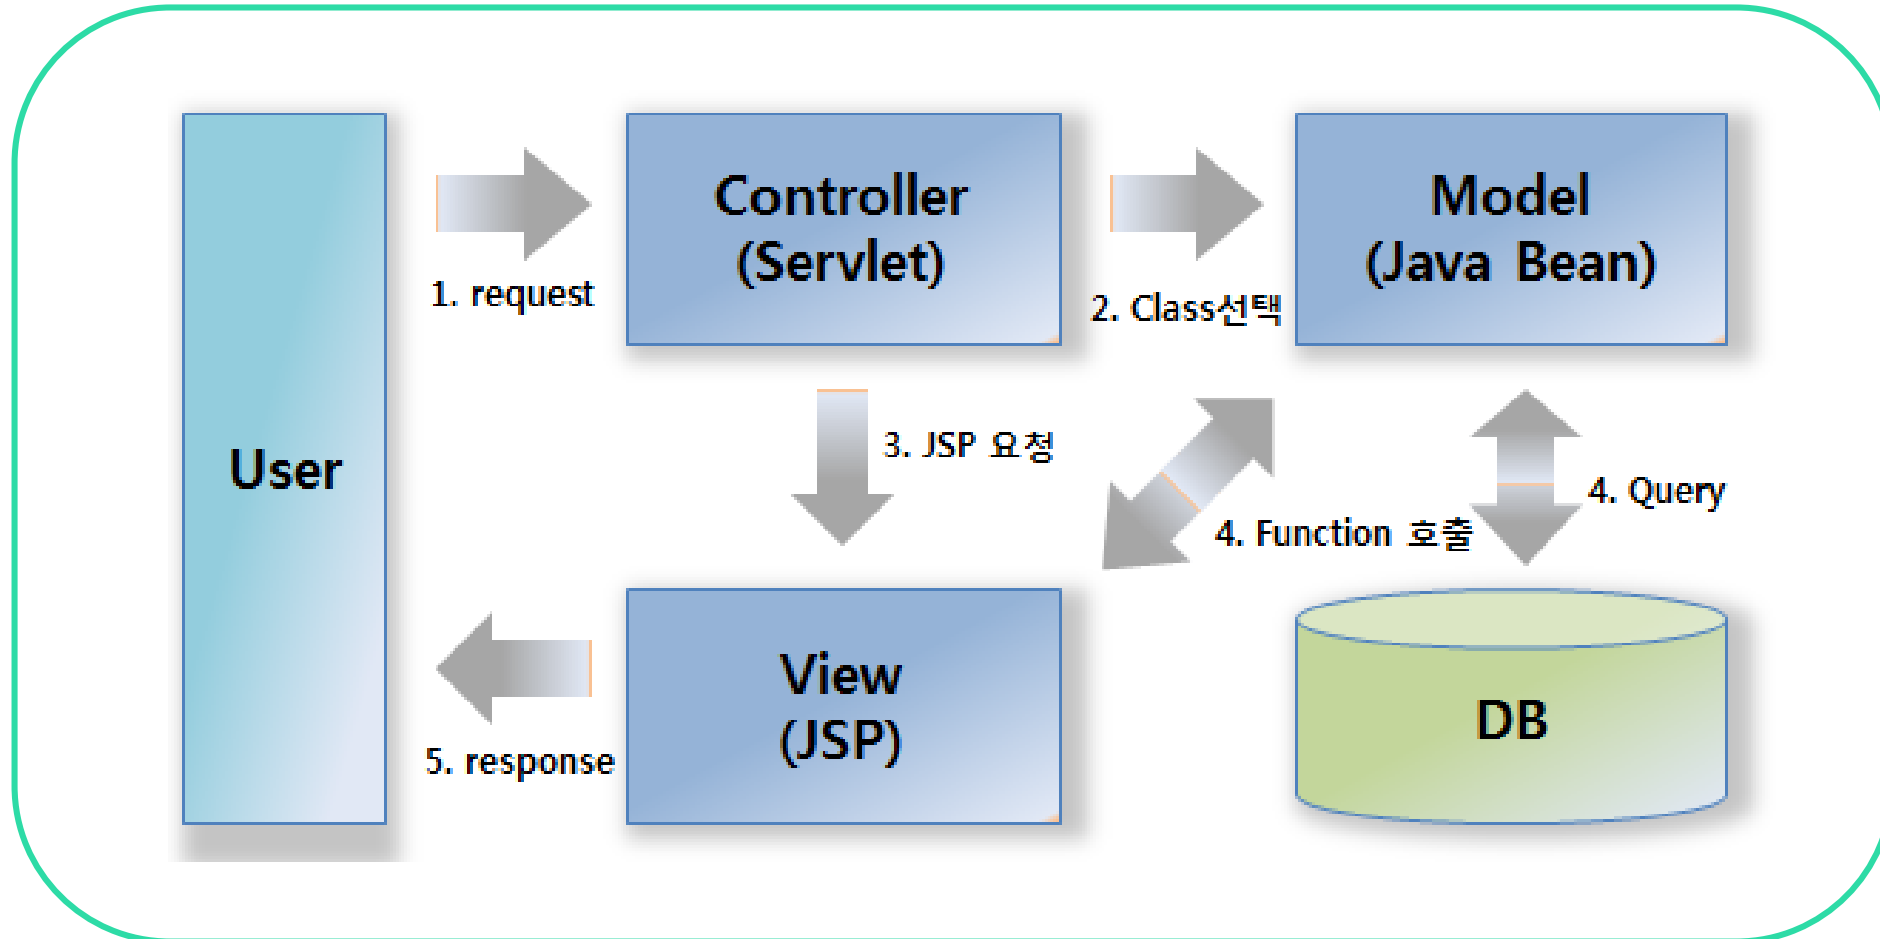 User
1. request
Controller
(Servlet)
2. Class선택
Model
(Java Bean)
3. JSP 요청
4. Function 호출
4. Query
View
(JSP)
5. response
DB